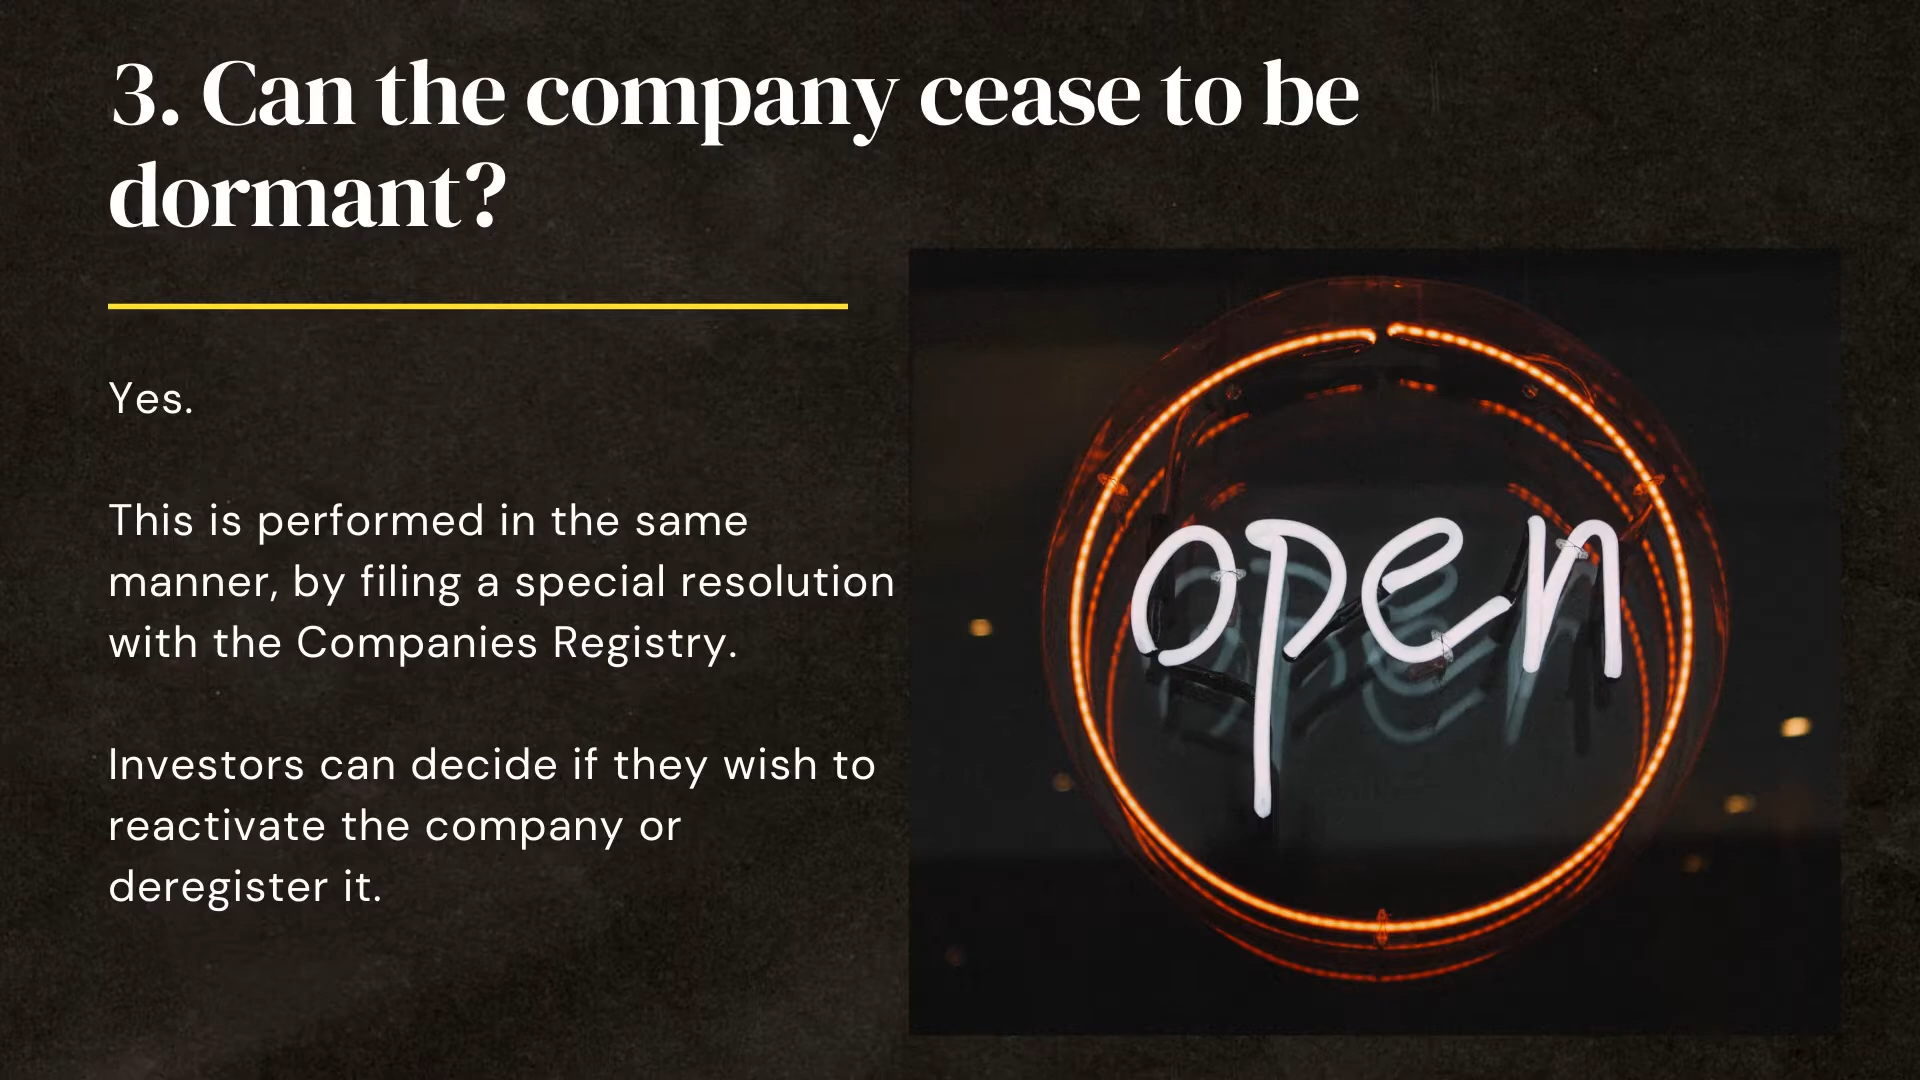 3. Can the company cease to be
dormant?
Yes.
This is performed in the same
manner, by filing a special resolution
with the Companies Registry.
Investors can decide if they wish to
reactivate the company or
deregister it.
open